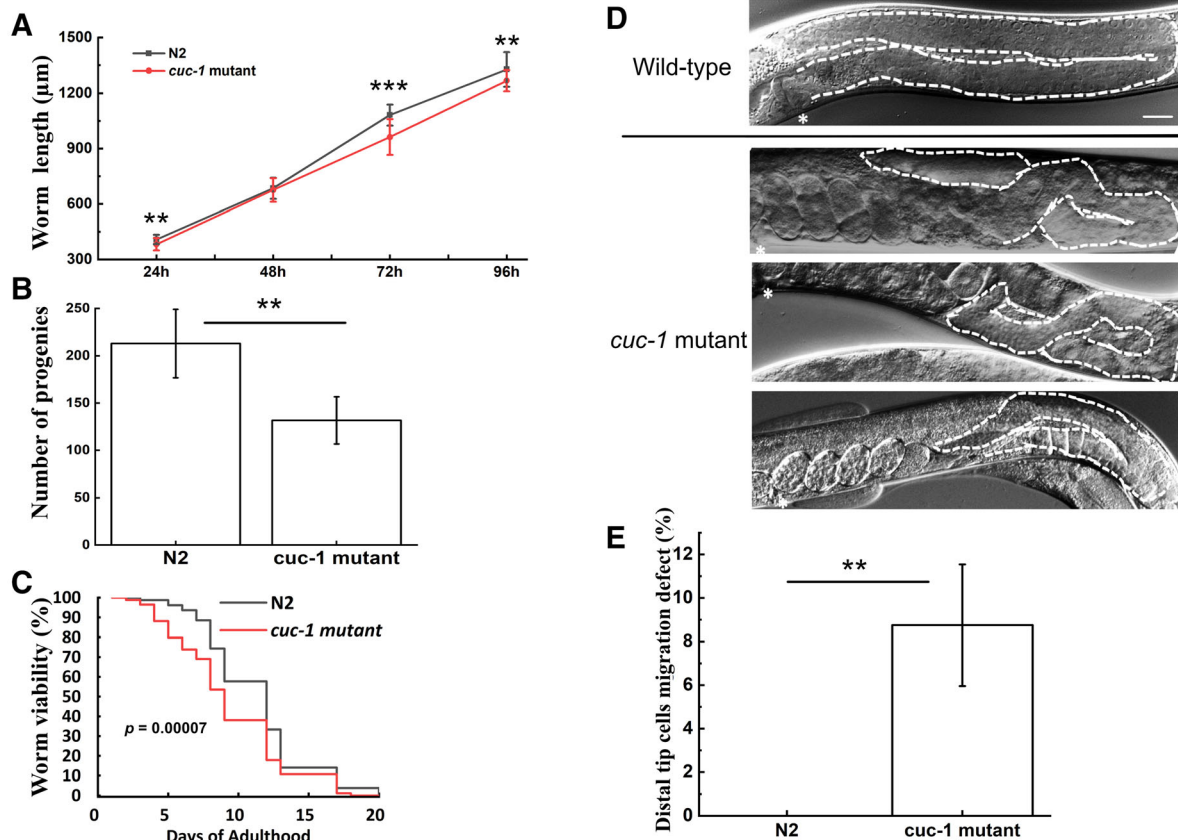 A
Worm length (μm)
1500
1200
900
600
300
N2
cuc-1 mutant
**
***
**
24h
48h
72h
96h
B
Number of progenies
250
200
150
100
50
0
**
N2
cuc-1 mutant
C
Worm viability (%)
100
90
80
70
60
50
40
30
20
10
0
N2
cuc-1 mutant
p = 0.00007
0
5
10
15
20
Days of Adulthood
D
Wild-type
*
cuc-1 mutant
*
*
*
E
Distal tip cells migration defect (%)
12
10
8
6
4
2
0
**
N2
cuc-1 mutant